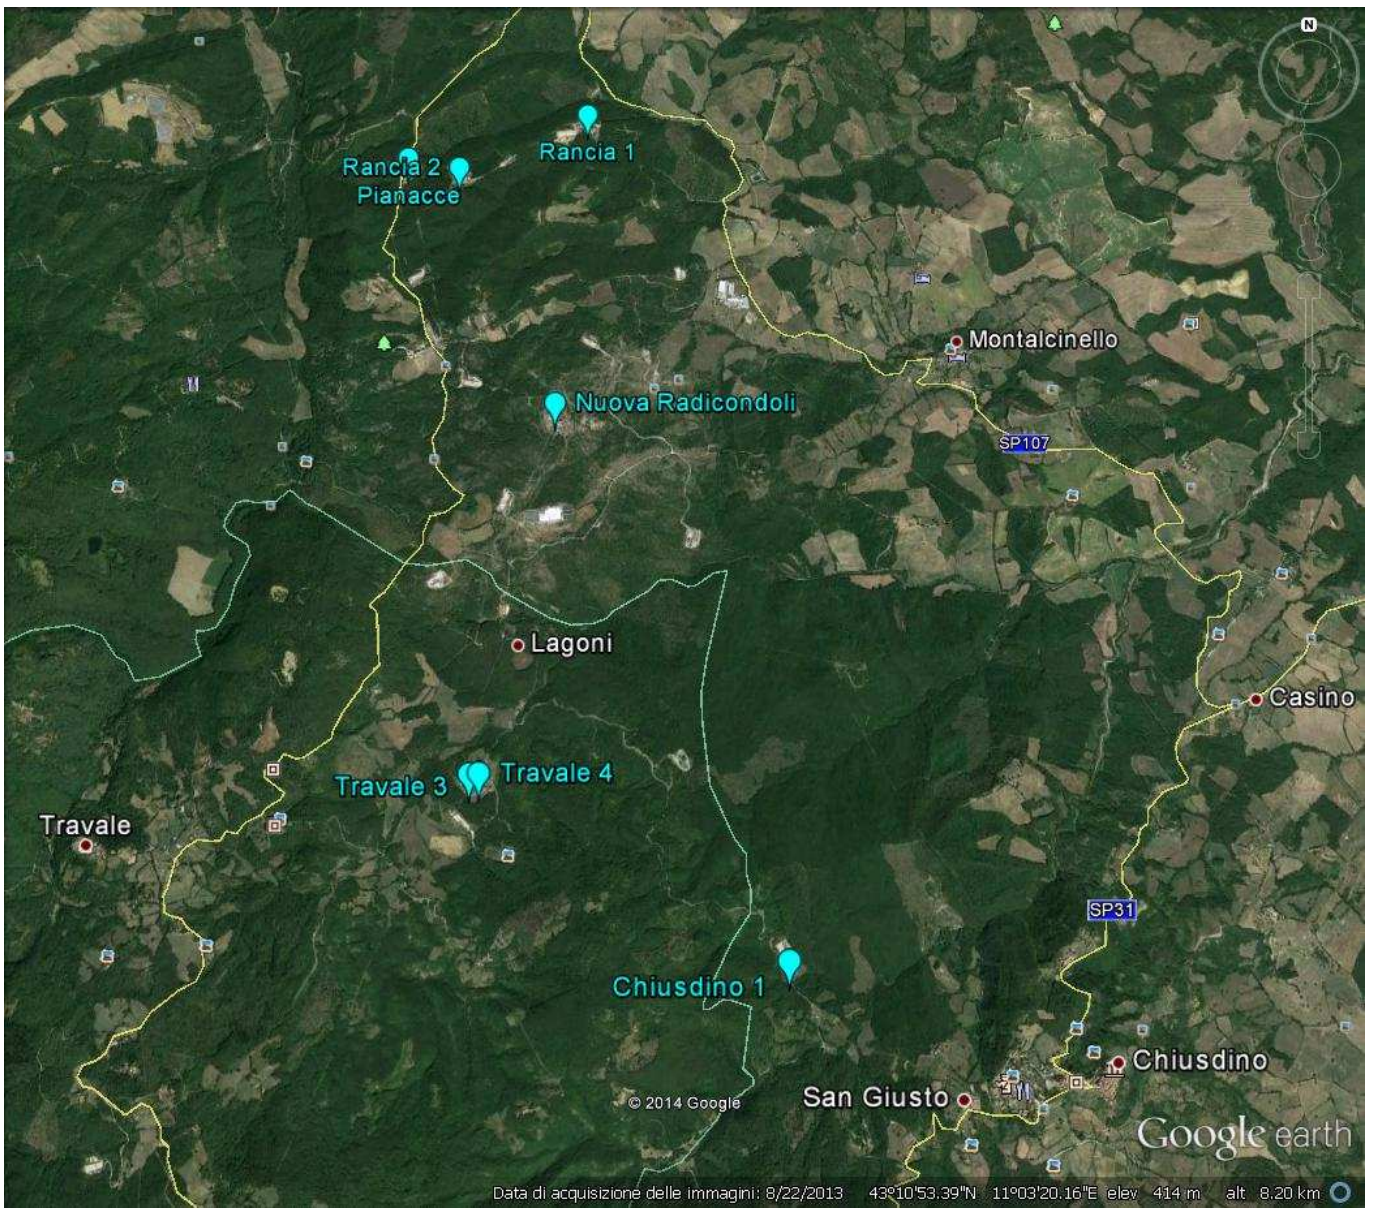 N
Rancia 1
Rancia 2
Pianacce
Montalcinello
Nuova Radicondoli
SP107
Lagoni
Casino
Travale 3
Travale 4
Travale
SP31
Chiusdino 1
Chiusdino
San Giusto
© 2014 Google
Google earth
Data di acquisizione delle immagini: 8/22/2013 43°10'53.39"N 11°03'20.16"E elev 414 m alt 8.20 km